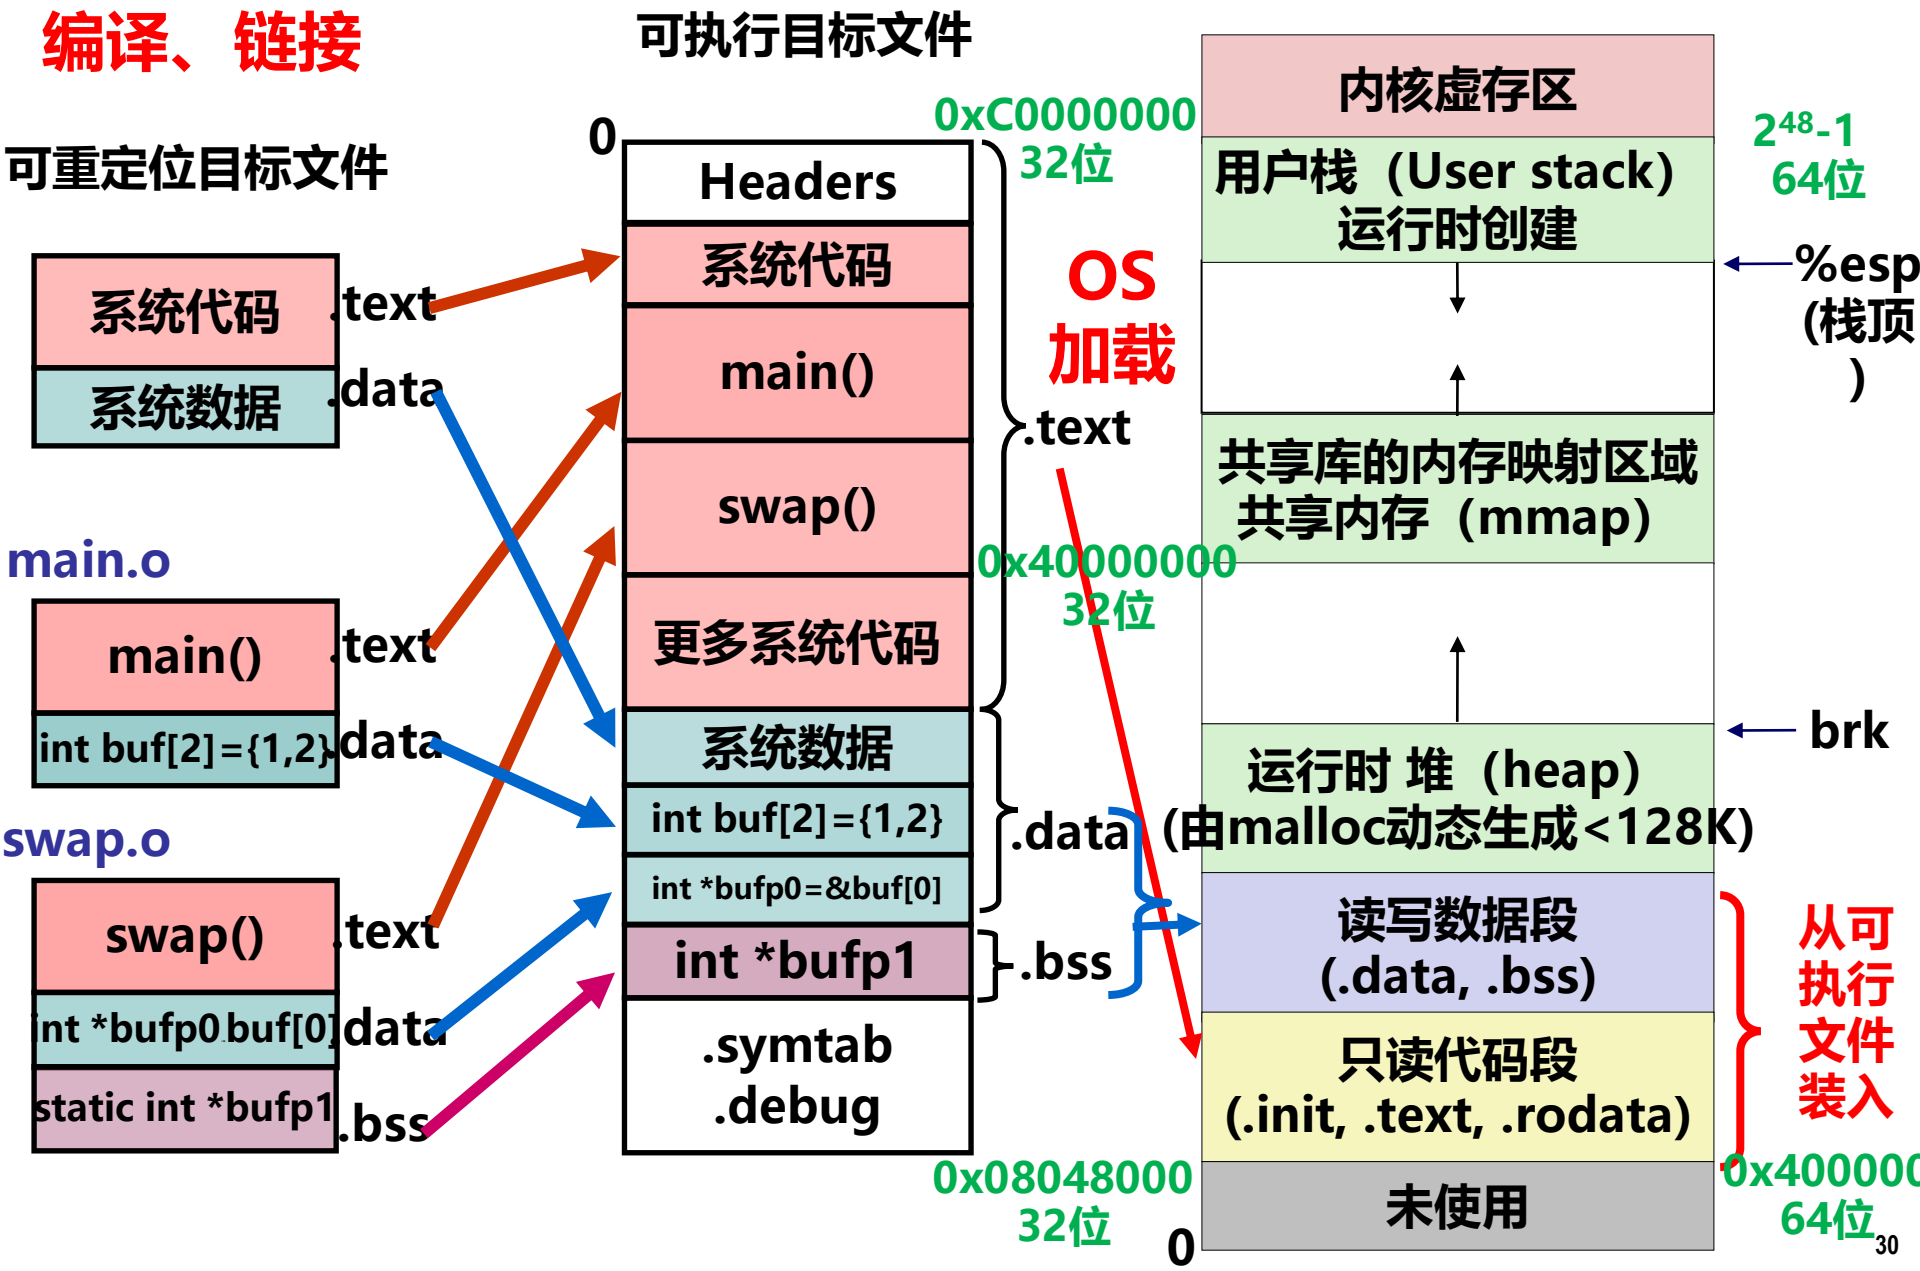 编译、链接
可重定位目标文件
系统代码
.text
系统数据
.data
main.o
main()
.text
int buf[2]={1,2}
.data
swap.o
swap()
.text
int *bufp0 buf[0]
.data
static int *bufp1
.bss
可执行目标文件
0
Headers
系统代码
main()
swap()
更多系统代码
系统数据
int buf[2]={1,2}
int *bufp0=&buf[0]
int *bufp1
.symtab
.debug
.text
.data
.bss
OS
加载
0xC0000000
32位
0x40000000
32位
0x08048000
32位
0
内核虚存区
用户栈（User stack）
运行时创建
共享库的内存映射区域
共享内存（mmap）
运行时 堆（heap）
(由malloc动态生成<128K)
读写数据段
(.data, .bss)
只读代码段
(.init, .text, .rodata)
未使用
2⁴⁸-1
64位
%esp
(栈顶
)
brk
从可
执行
文件
装入
0x400000
64位
30